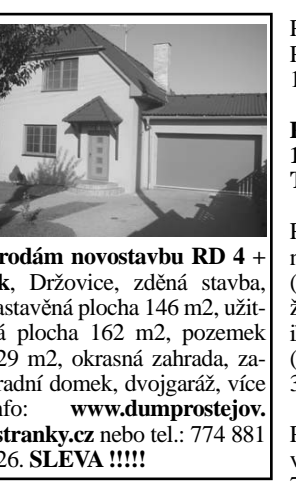 rodám novostavbu RD 4 +
k, Držovice, zděná stavba,
astavěná plocha 146 m2, užit-
á plocha 162 m2, pozemek
29 m2, okrasná zahrada, za-
radní domek, dvojgaráž, více
nfo: www.dumprostejov.
stranky.cz nebo tel.: 774 881
26. SLEVA !!!!!